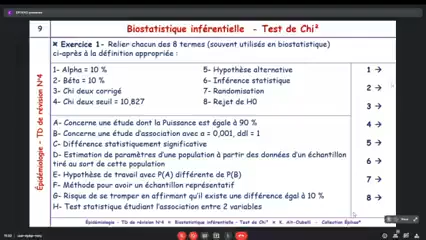 9
Biostatistique inférentielle - Test de Chi²
Épidémiologie - TD de révision N°4
Exercice 1- Relier chacun des 8 termes (souvent utilisés en biostatistique)
ci-après à la définition appropriée :
1- Alpha = 10 %
2- Bêta = 10 %
3- Chi deux corrigé
4- Chi deux seuil = 10,827
5- Hypothèse alternative
6- Inférence statistique
7- Randomisation
8- Rejet de H0
A- Concerne une étude dont la Puissance est égale à 90 %
B- Concerne une étude d'association avec α = 0,001, ddl = 1
C- Différence statistiquement significative
D- Estimation de paramètres d'une population à partir des données d'un échantillon
tiré au sort de cette population
E- Hypothèse de travail avec P(A) différente de P(B)
F- Méthode pour avoir un échantillon représentatif
G- Risque de se tromper en affirmant qu'il existe une différence égal à 10 %
H- Test statistique étudiant l'association entre 2 variables
1 →
2 →
3 →
4 →
5 →
6 →
7 →
8 →
Épidémiologie - TD de révision N°4 ¤ Biostatistique inférentielle - Test de Chi² ¤ K. Aït-Oukali - Collection Épibac®